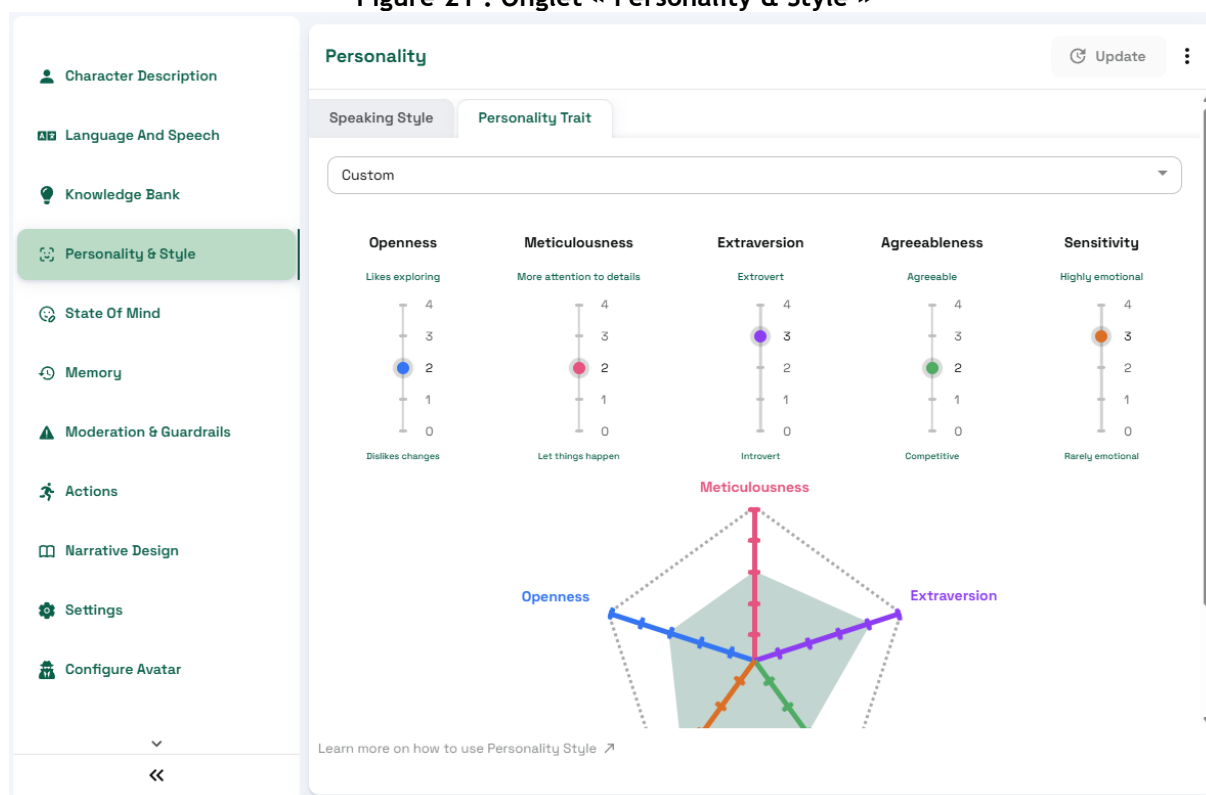 Figure 21 : Onglet « Personality & Style »
Character Description
Language And Speech
Knowledge Bank
Personality & Style
State Of Mind
Memory
Moderation & Guardrails
Actions
Narrative Design
Settings
Configure Avatar
Personality
Update
Speaking Style Personality Trait
Custom
Openness Meticulousness Extraversion Agreeableness Sensitivity
Likes exploring More attention to details Extrovert Agreeable Highly emotional
4 4 4 4 4
3 3 3 3 3
2 2 2 2 2
1 1 1 1 1
0 0 0 0 0
Dislikes changes Let things happen Introvert Competitive Rarely emotional
Meticulousness
Openness Extraversion
Learn more on how to use Personality Style